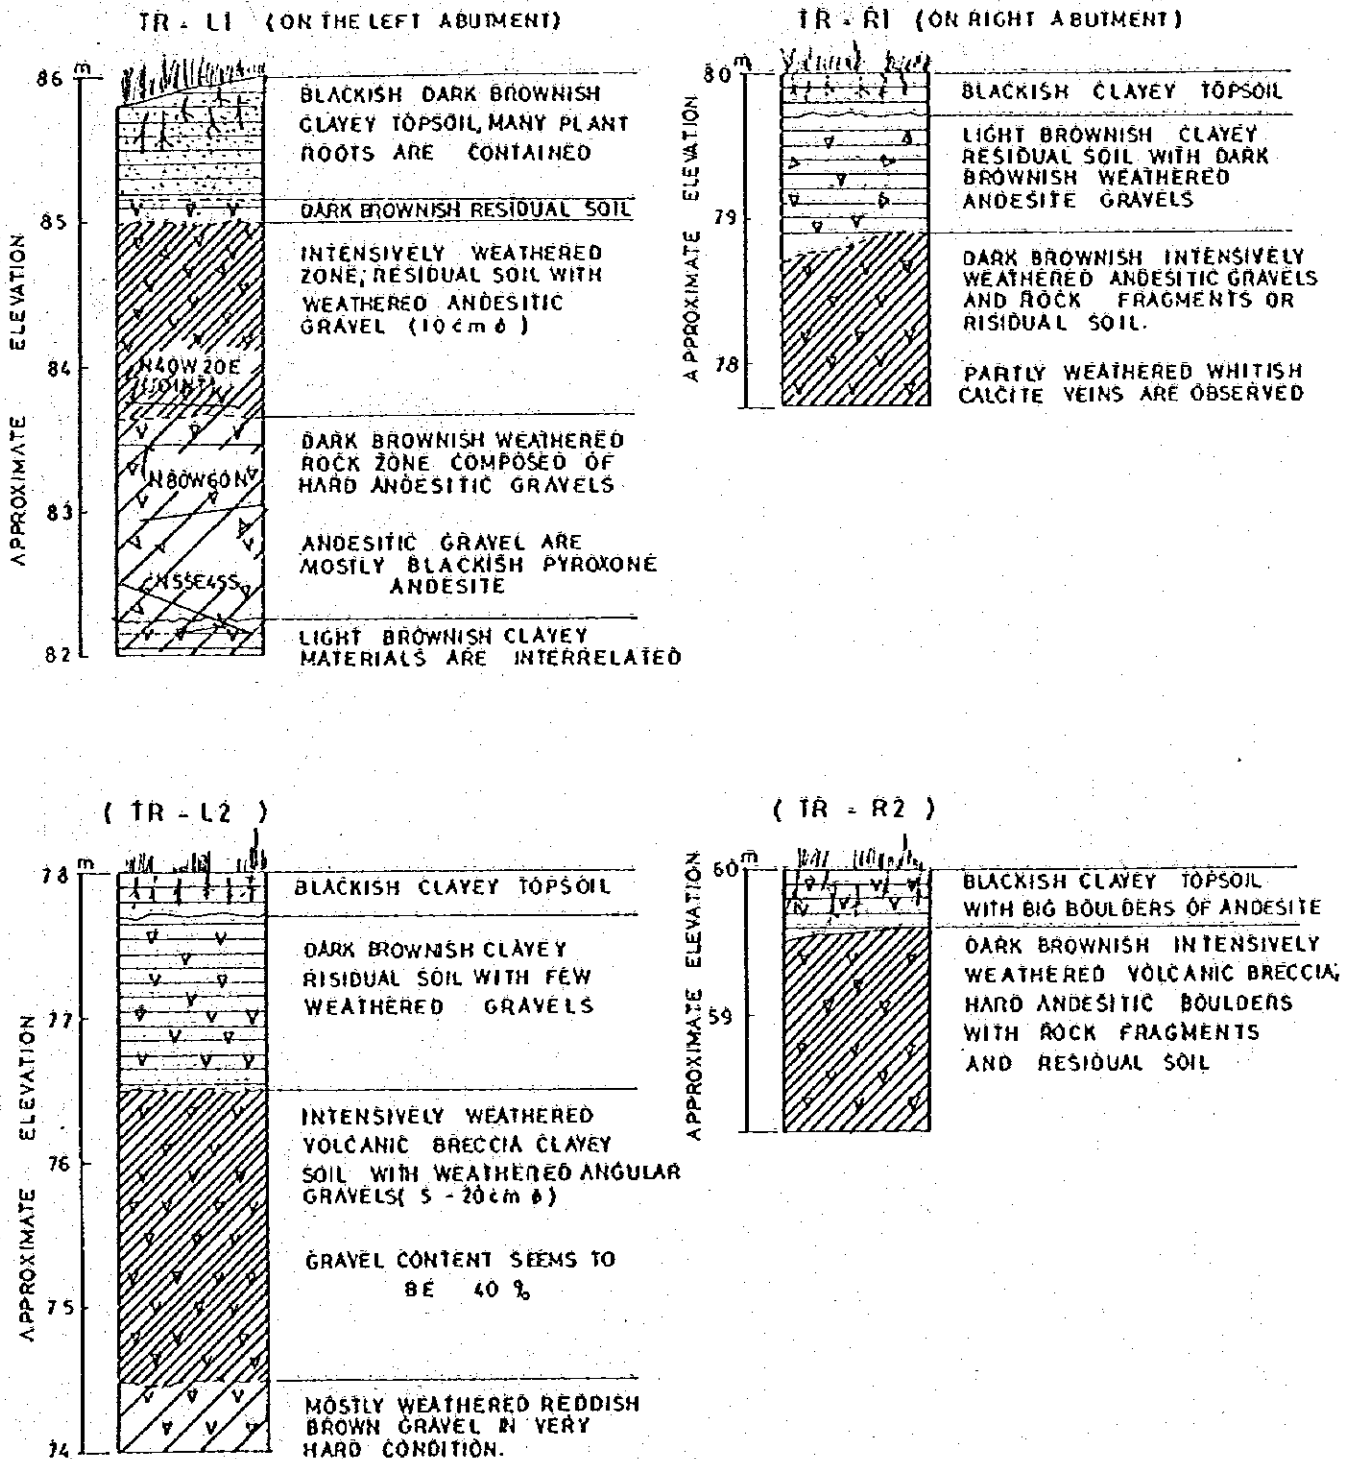 TR - L1 (ON THE LEFT ABUTMENT)
m
86
85
84
83
82
APPROXIMATE ELEVATION
BLACKISH DARK BROWNISH
CLAYEY TOPSOIL, MANY PLANT
ROOTS ARE CONTAINED
DARK BROWNISH RESIDUAL SOIL
INTENSIVELY WEATHERED
ZONE, RESIDUAL SOIL WITH
WEATHERED ANDESITIC
GRAVEL (10 cm ϕ)
N40W20E
(JOINT)
DARK BROWNISH WEATHERED
ROCK ZONE COMPOSED OF
HARD ANDESITIC GRAVELS
N80W60N
ANDESITIC GRAVEL ARE
MOSTLY BLACKISH PYROXONE
ANDESITE
N55E45S
LIGHT BROWNISH CLAYEY
MATERIALS ARE INTERRELATED
TR - R1 (ON RIGHT ABUTMENT)
m
80
79
78
APPROXIMATE ELEVATION
BLACKISH CLAYEY TOPSOIL
LIGHT BROWNISH CLAYEY
RESIDUAL SOIL WITH DARK
BROWNISH WEATHERED
ANDESITE GRAVELS
DARK BROWNISH INTENSIVELY
WEATHERED ANDESITIC GRAVELS
AND ROCK FRAGMENTS OR
RISIDUAL SOIL.
PARTLY WEATHERED WHITISH
CALCITE VEINS ARE OBSERVED
( TR - L2 )
m
78
77
76
75
74
APPROXIMATE ELEVATION
BLACKISH CLAYEY TOPSOIL
DARK BROWNISH CLAYEY
RISIDUAL SOIL WITH FEW
WEATHERED GRAVELS
INTENSIVELY WEATHERED
VOLCANIC BRECCIA CLAYEY
SOIL WITH WEATHERED ANGULAR
GRAVELS( 5 - 20 cm ϕ)
GRAVEL CONTENT SEEMS TO
BE 40 %
MOSTLY WEATHERED REDDISH
BROWN GRAVEL IN VERY
HARD CONDITION.
( TR - R2 )
m
60
59
APPROXIMATE ELEVATION
BLACKISH CLAYEY TOPSOIL
WITH BIG BOULDERS OF ANDESITE
DARK BROWNISH INTENSIVELY
WEATHERED VOLCANIC BRECCIA,
HARD ANDESITIC BOULDERS
WITH ROCK FRAGMENTS
AND RESIDUAL SOIL